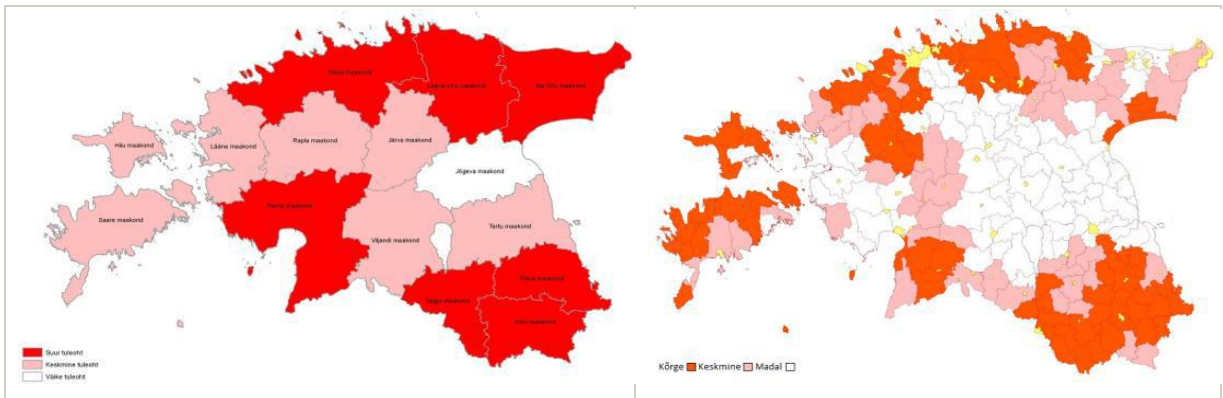 Harju maakond
Lääne-Viru maakond
Ida-Viru maakond
Hiiu maakond
Lääne maakond
Rapla maakond
Järva maakond
Jõgeva maakond
Saare maakond
Pärnu maakond
Viljandi maakond
Tartu maakond
Põlva maakond
Valga maakond
Võru maakond
Suur tuleoht
Keskmine tuleoht
Väike tuleoht
Kõrge Keskmine Madal